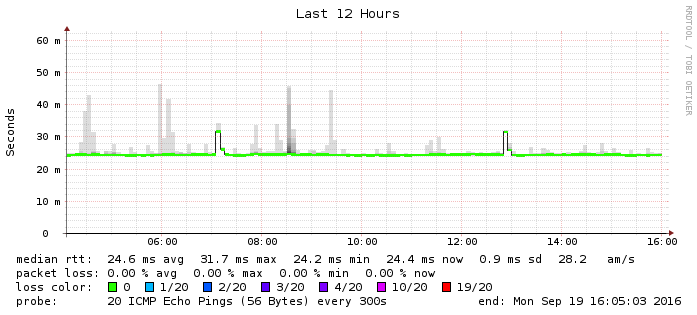 Last 12 Hours
RRDTOOL / TOBI OETIKER
Seconds
60 m
50 m
40 m
30 m
20 m
10 m
0
06:00 08:00 10:00 12:00 14:00 16:00
median rtt: 24.6 ms avg 31.7 ms max 24.2 ms min 24.4 ms now 0.9 ms sd 28.2 am/s
packet loss: 0.00 % avg 0.00 % max 0.00 % min 0.00 % now
loss color: 0 1/20 2/20 3/20 4/20 10/20 19/20
probe: 20 ICMP Echo Pings (56 Bytes) every 300s end: Mon Sep 19 16:05:03 2016